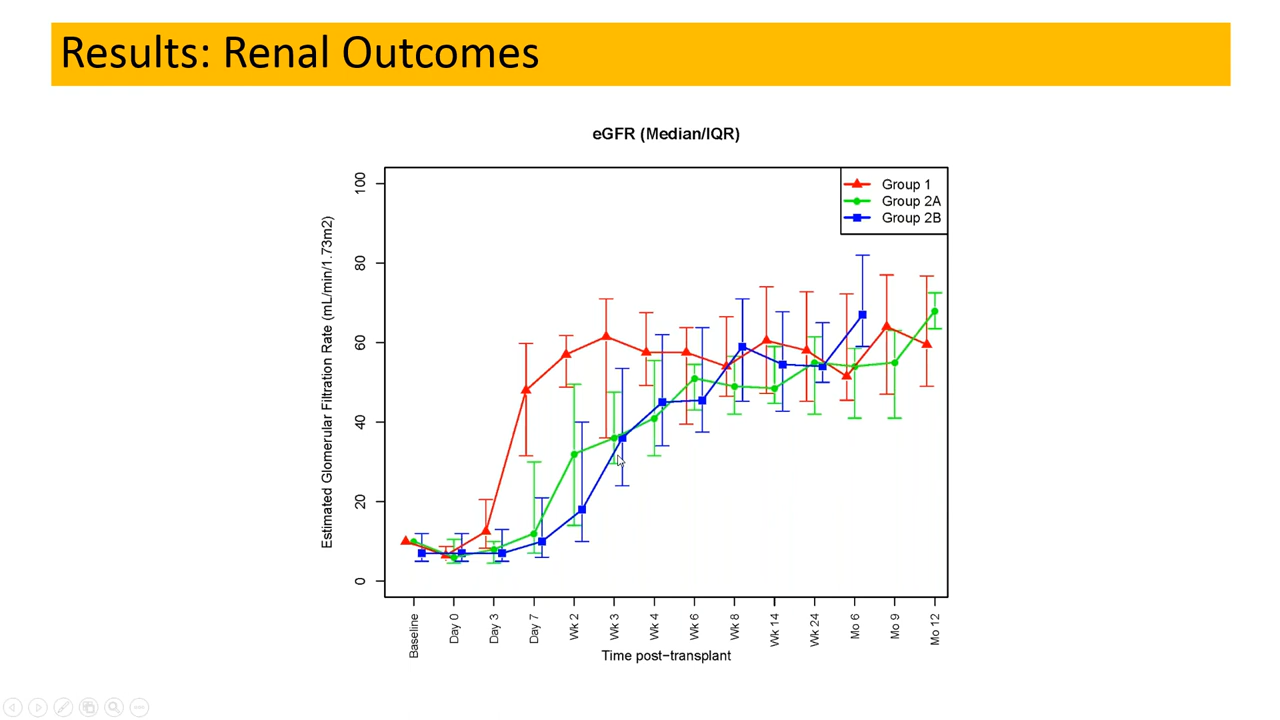 Results: Renal Outcomes
eGFR (Median/IQR)
Group 1
Group 2A
Group 2B
Estimated Glomerular Filtration Rate (mL/min/1.73m2)
100
80
60
40
20
0
Baseline
Day 0
Day 3
Day 7
Wk 2
Wk 3
Wk 4
Wk 6
Wk 8
Wk 14
Wk 24
Mo 6
Mo 9
Mo 12
Time post−transplant